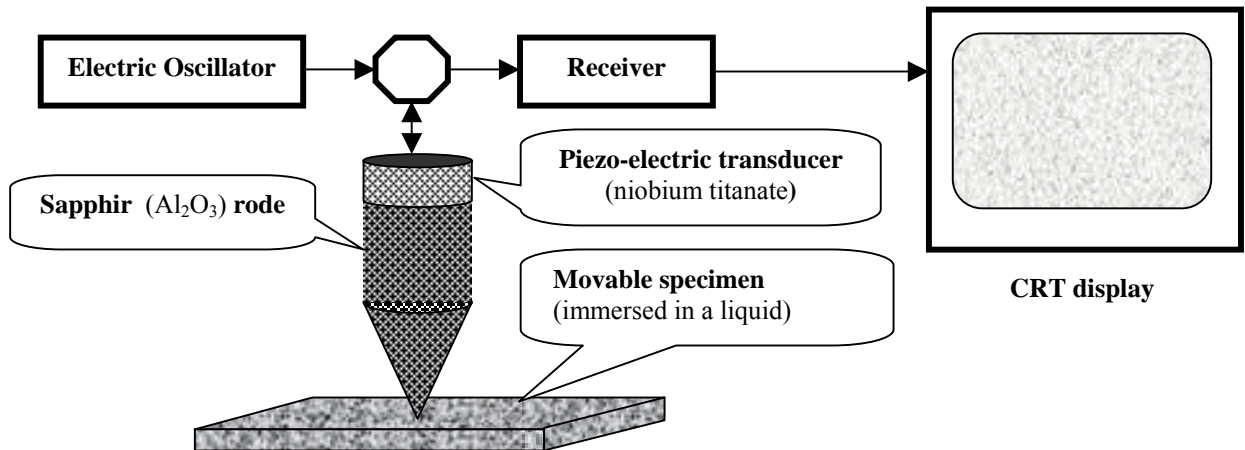 Electric Oscillator
Receiver
Piezo-electric transducer
(niobium titanate)
Sapphir (Al₂O₃) rode
Movable specimen
(immersed in a liquid)
CRT display